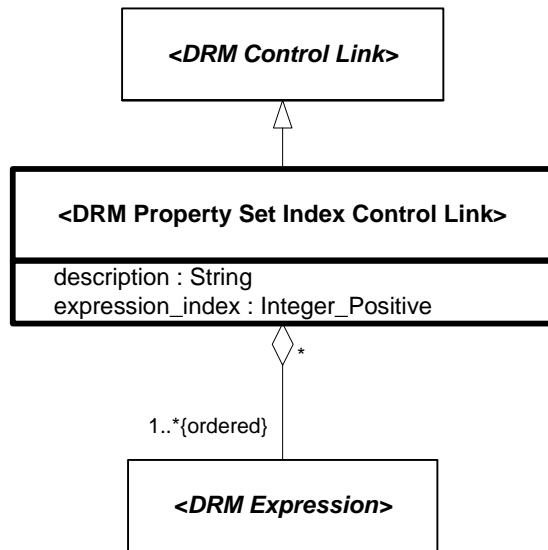 <DRM Control Link>
<DRM Property Set Index Control Link>
description : String
expression_index : Integer_Positive
*
1..*{ordered}
<DRM Expression>